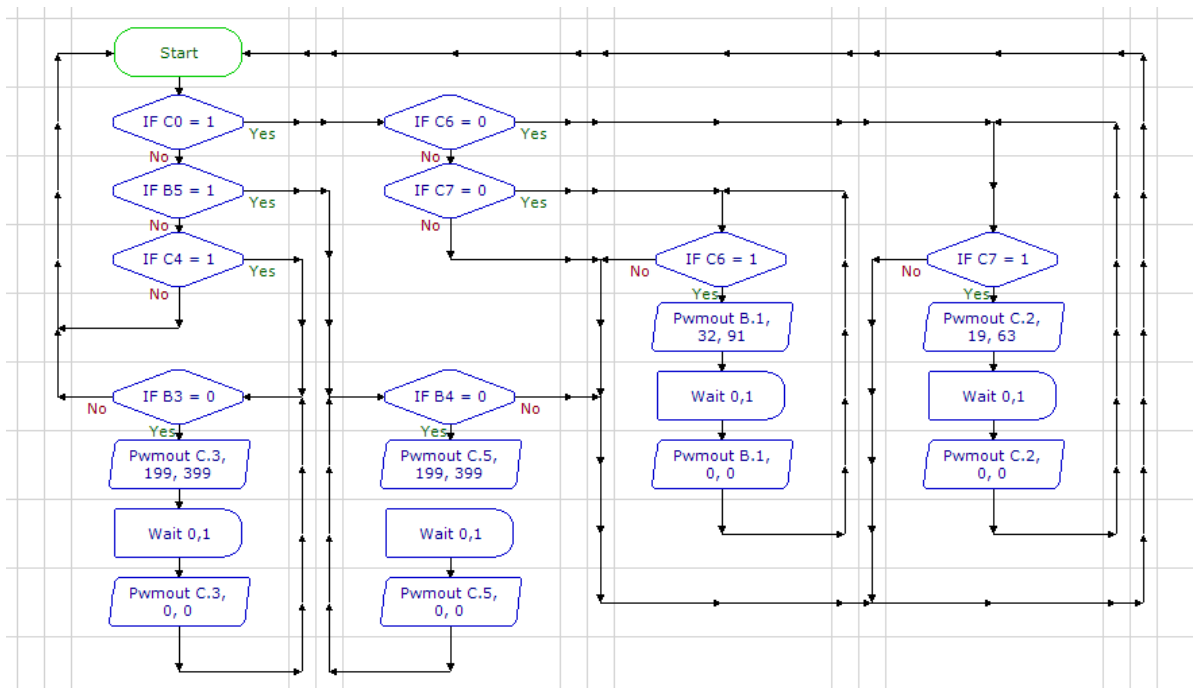 Start
IF C0 = 1
Yes
No
IF C6 = 0
Yes
No
IF B5 = 1
Yes
No
IF C7 = 0
Yes
No
IF C4 = 1
Yes
No
IF C6 = 1
No
Yes
IF C7 = 1
No
Yes
Pwmout B.1,
32, 91
Pwmout C.2,
19, 63
IF B3 = 0
No
Yes
IF B4 = 0
No
Yes
Wait 0,1
Wait 0,1
Pwmout C.3,
199, 399
Pwmout C.5,
199, 399
Pwmout B.1,
0, 0
Pwmout C.2,
0, 0
Wait 0,1
Wait 0,1
Pwmout C.3,
0, 0
Pwmout C.5,
0, 0